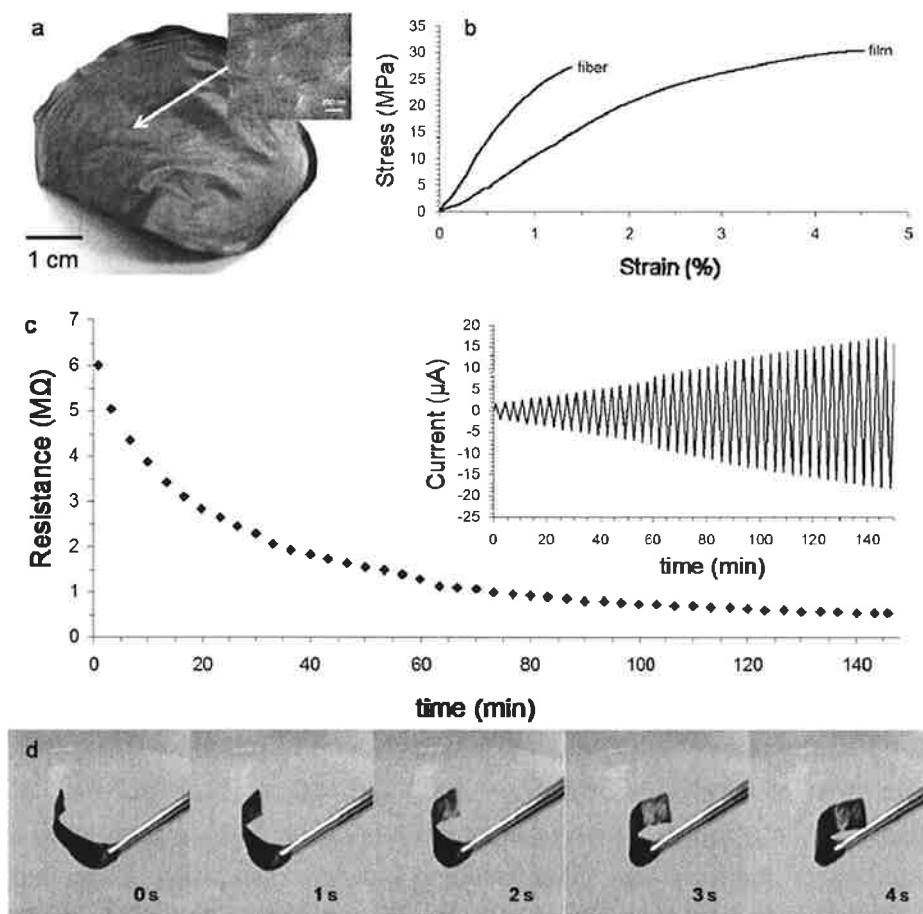 a
1 cm
b
Stress (MPa)
35
30
25
20
15
10
5
0
fiber
film
0 1 2 3 4 5
Strain (%)
c
Resistance (MΩ)
7
6
5
4
3
2
1
0
0 20 40 60 80 100 120 140
time (min)
Current (µA)
20
15
10
5
0
-5
-10
-15
-20
-25
0 20 40 60 80 100 120 140
time (min)
d
0 s 1 s 2 s 3 s 4 s